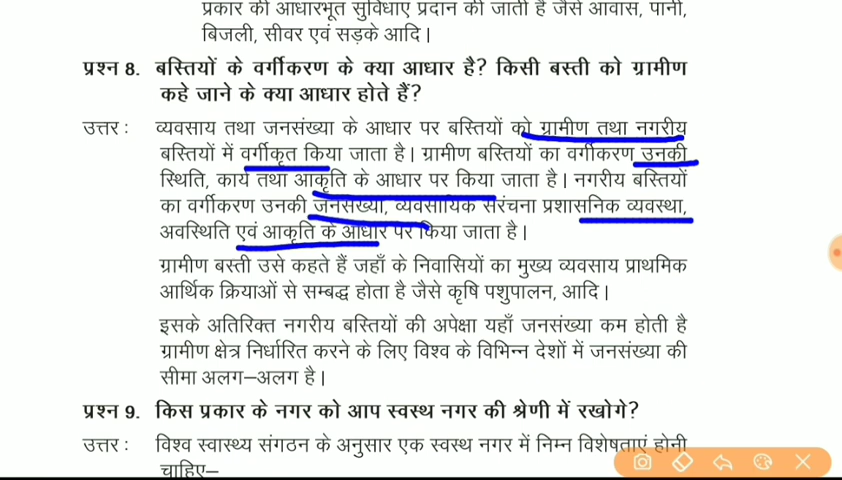 प्रकार की आधारभूत सुविधाएं प्रदान की जाती हैं जैसे आवास, पानी,
बिजली, सीवर एवं सड़के आदि।
प्रश्न 8. बस्तियों के वर्गीकरण के क्या आधार है? किसी बस्ती को ग्रामीण
कहे जाने के क्या आधार होते हैं?
उत्तर : व्यवसाय तथा जनसंख्या के आधार पर बस्तियों को ग्रामीण तथा नगरीय
बस्तियों में वर्गीकृत किया जाता है। ग्रामीण बस्तियों का वर्गीकरण उनकी
स्थिति, कार्य तथा आकृति के आधार पर किया जाता है। नगरीय बस्तियों
का वर्गीकरण उनकी जनसंख्या, व्यवसायिक संरंचना प्रशासनिक व्यवस्था,
अवस्थिति एवं आकृति के आधार पर किया जाता है।
ग्रामीण बस्ती उसे कहते हैं जहाँ के निवासियों का मुख्य व्यवसाय प्राथमिक
आर्थिक क्रियाओं से सम्बद्ध होता है जैसे कृषि पशुपालन, आदि।
इसके अतिरिक्त नगरीय बस्तियों की अपेक्षा यहाँ जनसंख्या कम होती है
ग्रामीण क्षेत्र निर्धारित करने के लिए विश्व के विभिन्न देशों में जनसंख्या की
सीमा अलग–अलग है।
प्रश्न 9. किस प्रकार के नगर को आप स्वस्थ नगर की श्रेणी में रखोगे?
उत्तर : विश्व स्वास्थ्य संगठन के अनुसार एक स्वस्थ नगर में निम्न विशेषताएं होनी
चाहिए–